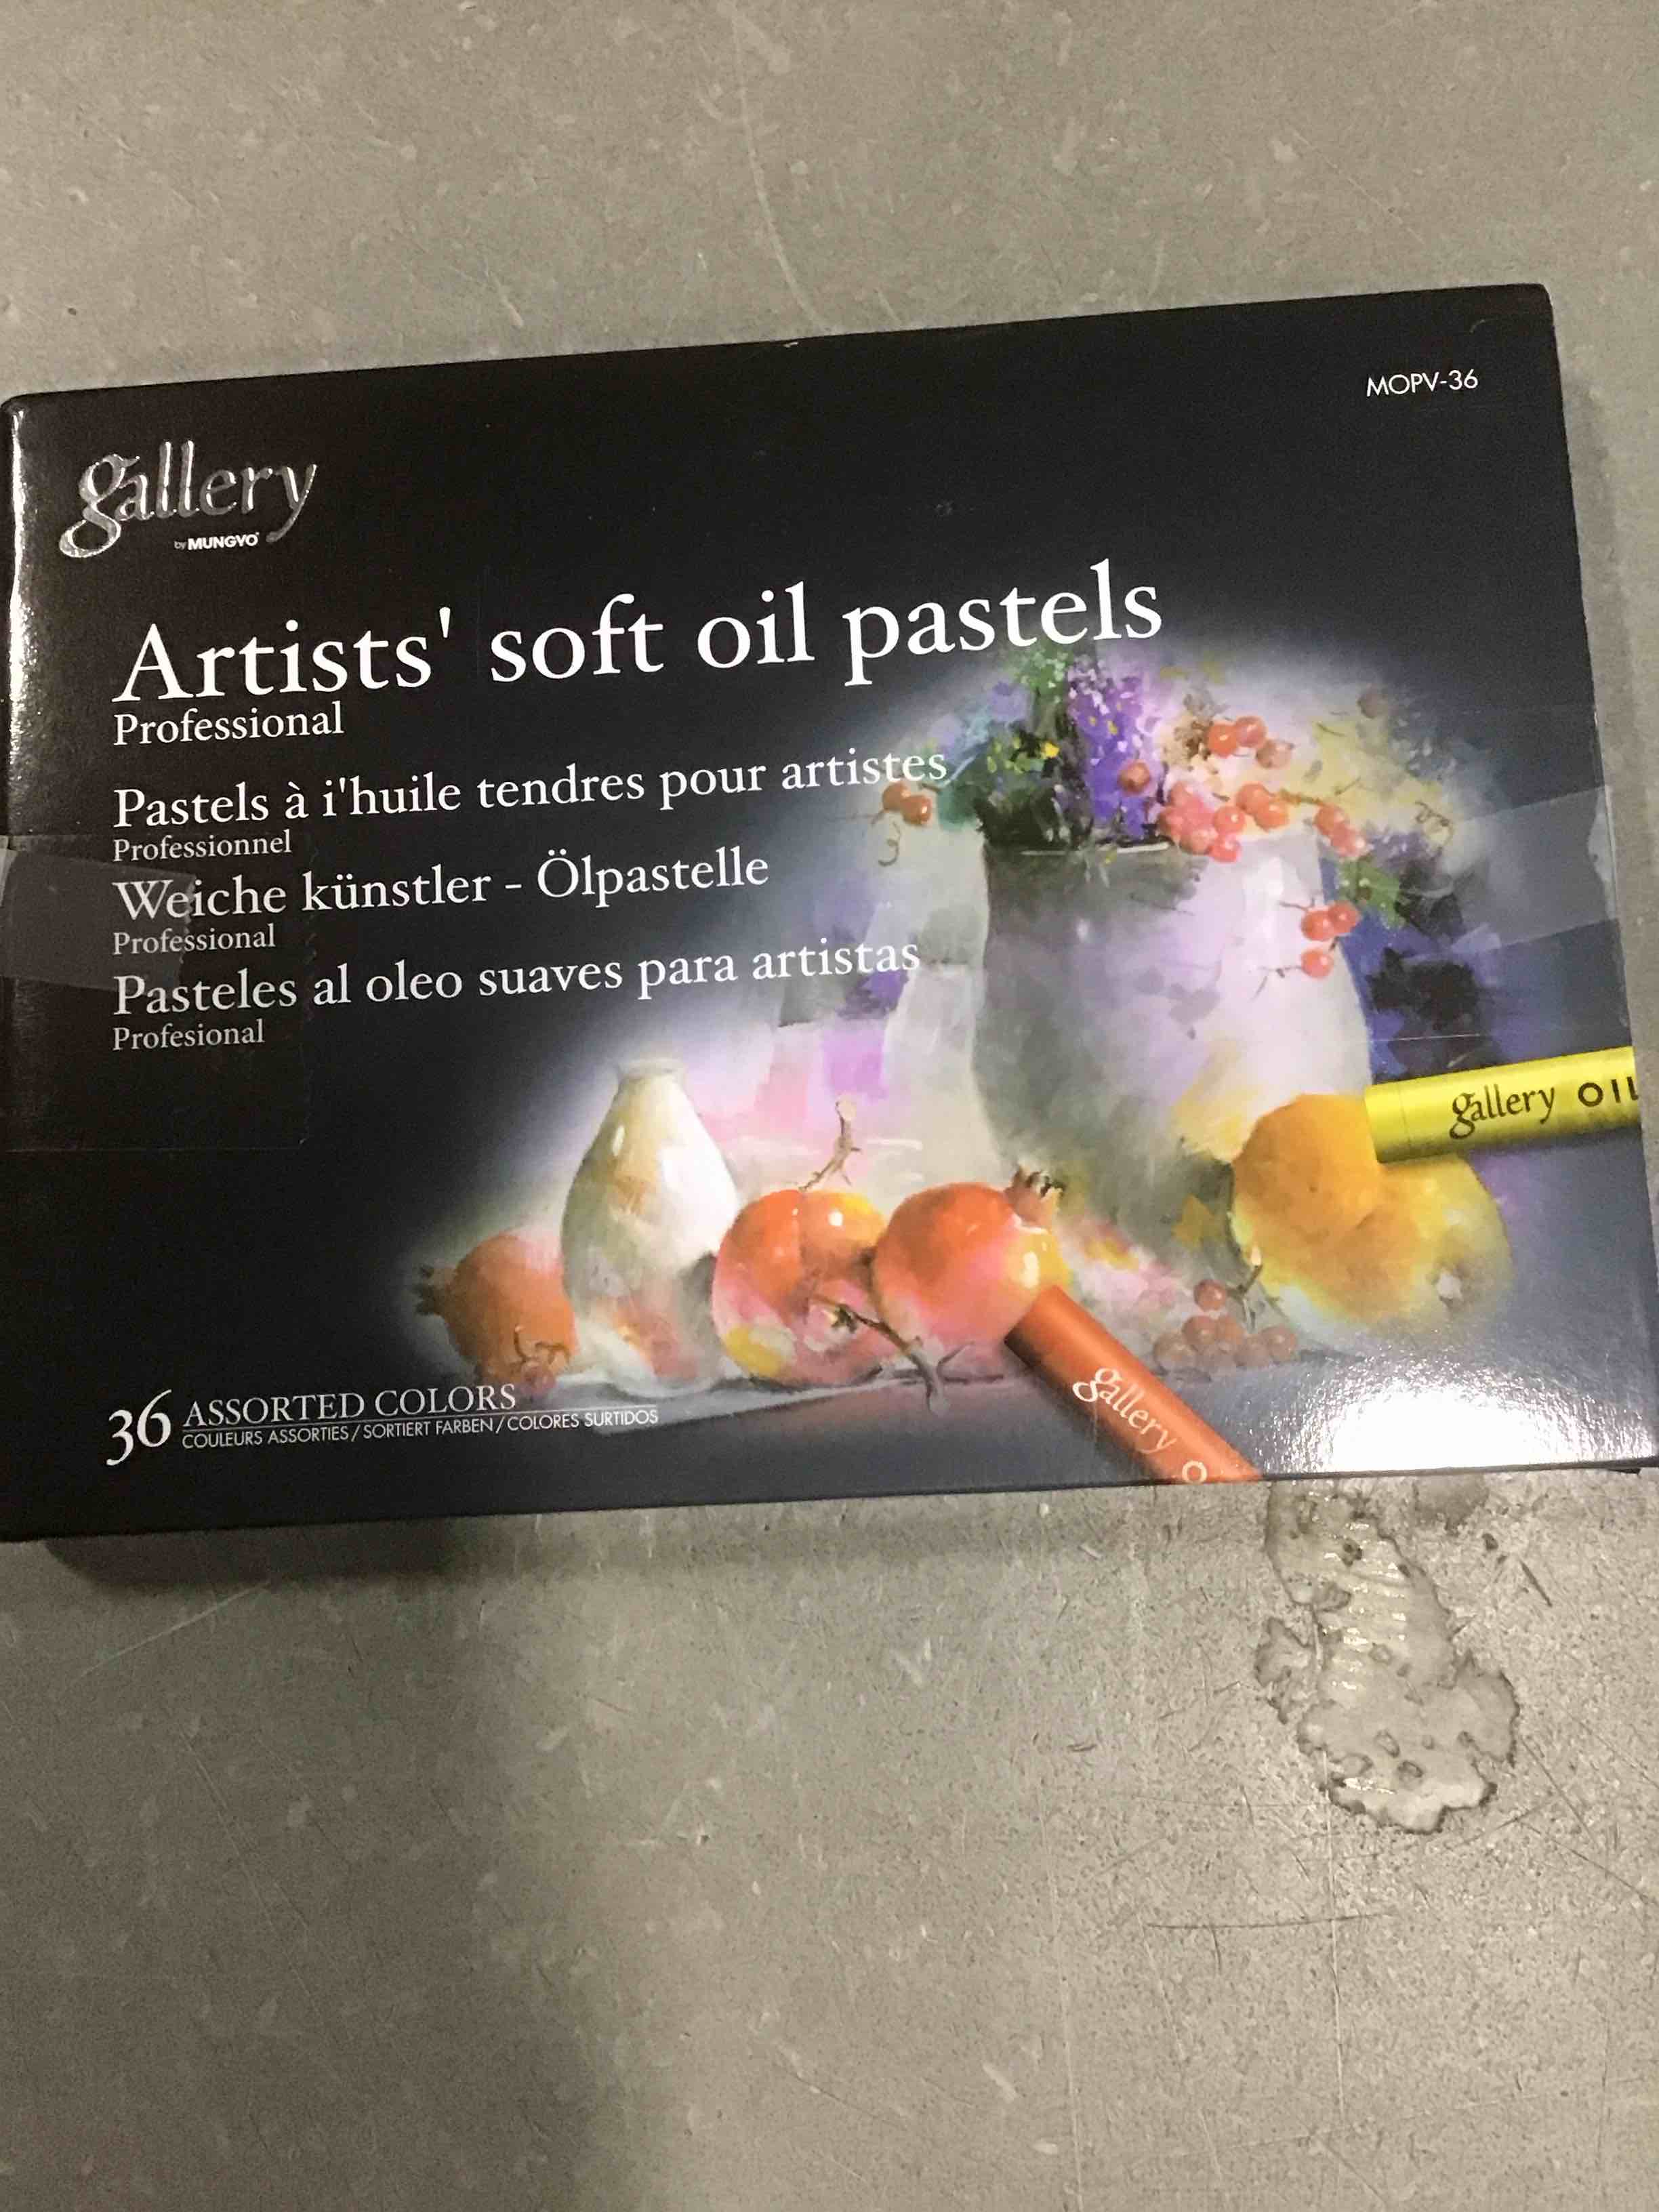 MOPV-36
gallery
by MUNGYO
Artists' soft oil pastels
Professional
Pastels à i'huile tendres pour artistes
Professionnel
Weiche künstler - Ölpastelle
Professional
Pasteles al oleo suaves para artistas
Profesional
gallery OIL
gallery O
36 ASSORTED COLORS
COULEURS ASSORTIES / SORTIERT FARBEN / COLORES SURTIDOS